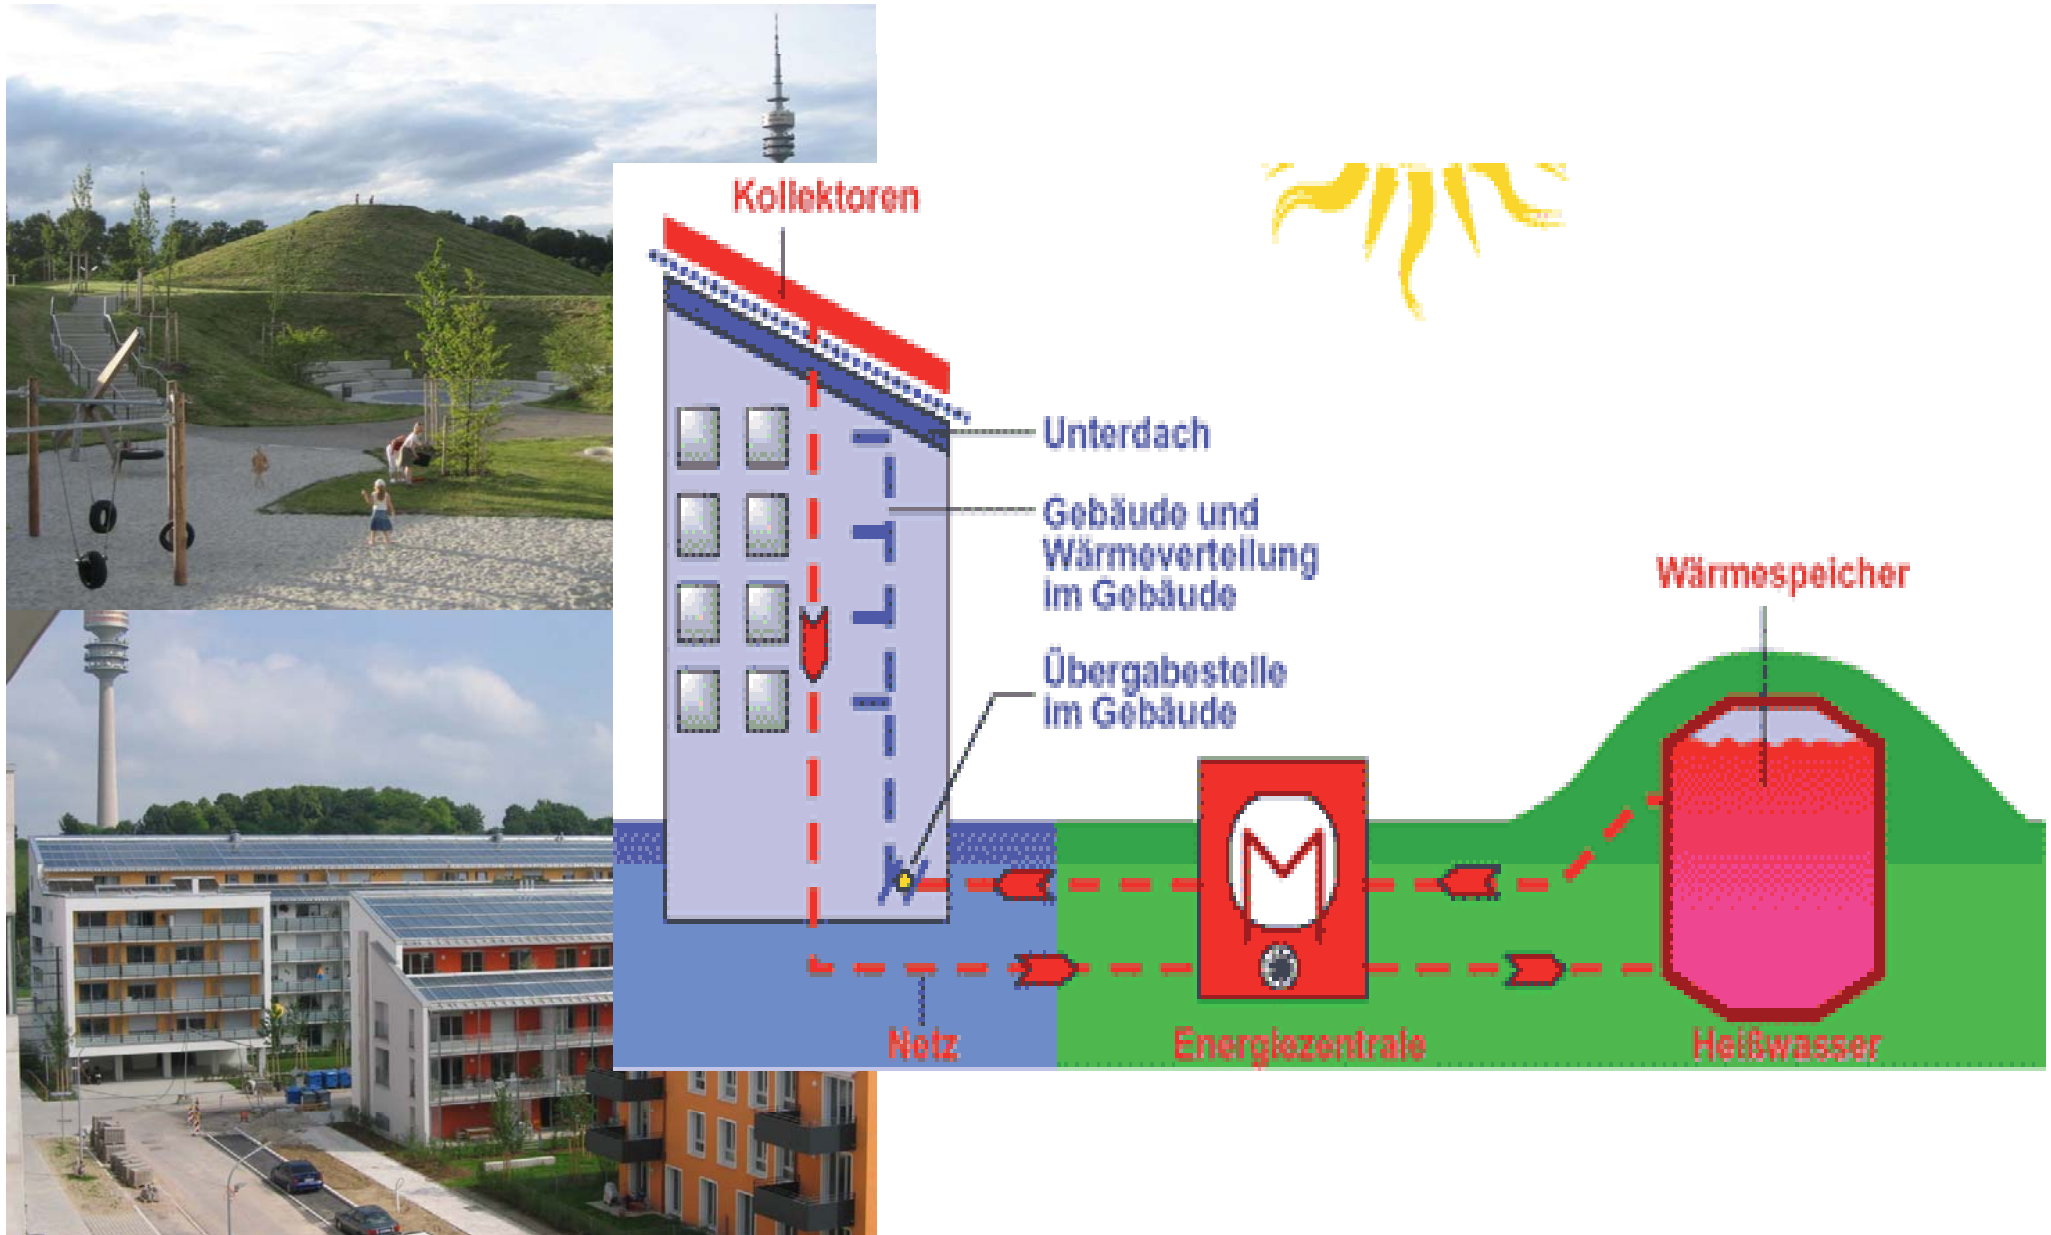 Kollektoren
Unterdach
Gebäude und
Wärmeverteilung
im Gebäude
Übergabestelle
im Gebäude
Wärmespeicher
M
Netz
Energiezentrale
Heißwasser